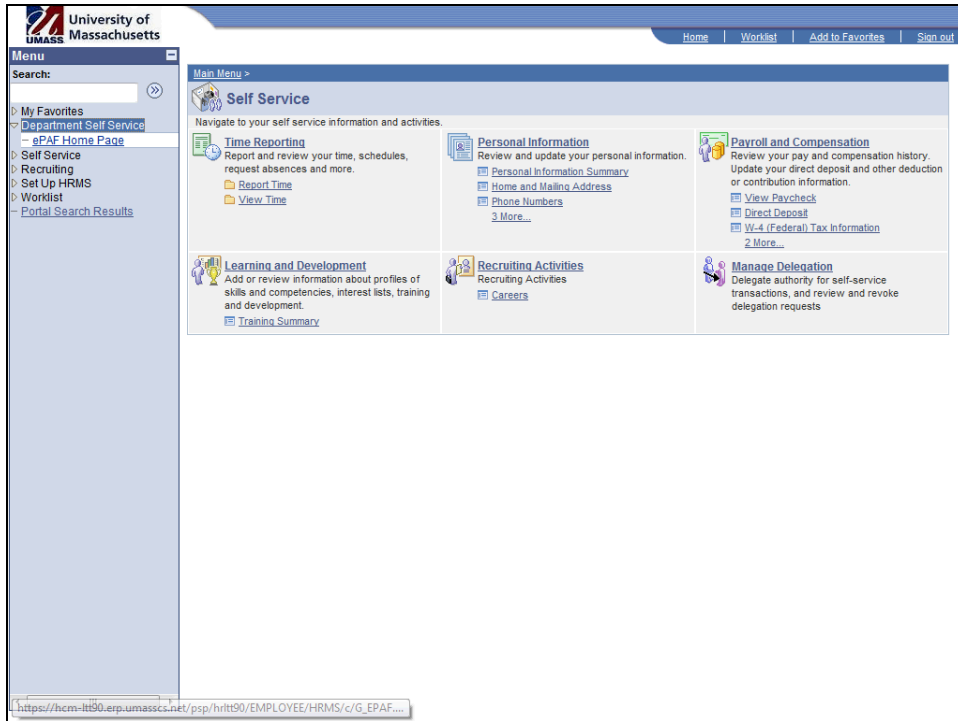 University of
Massachusetts
UMASS
Home | Worklist | Add to Favorites | Sign out
Menu
Search:
My Favorites
Department Self Service
ePAF Home Page
Self Service
Recruiting
Set Up HRMS
Worklist
Portal Search Results
Main Menu >
Self Service
Navigate to your self service information and activities.
Time Reporting
Report and review your time, schedules,
request absences and more.
Report Time
View Time
Personal Information
Review and update your personal information.
Personal Information Summary
Home and Mailing Address
Phone Numbers
3 More...
Payroll and Compensation
Review your pay and compensation history.
Update your direct deposit and other deduction
or contribution information.
View Paycheck
Direct Deposit
W-4 (Federal) Tax Information
2 More...
Learning and Development
Add or review information about profiles of
skills and competencies, interest lists, training
and development.
Training Summary
Recruiting Activities
Recruiting Activities
Careers
Manage Delegation
Delegate authority for self-service
transactions, and review and revoke
delegation requests
https://hcm-ltt90.erp.umasscs.net/psp/hrltt90/EMPLOYEE/HRMS/c/G_EPAF....